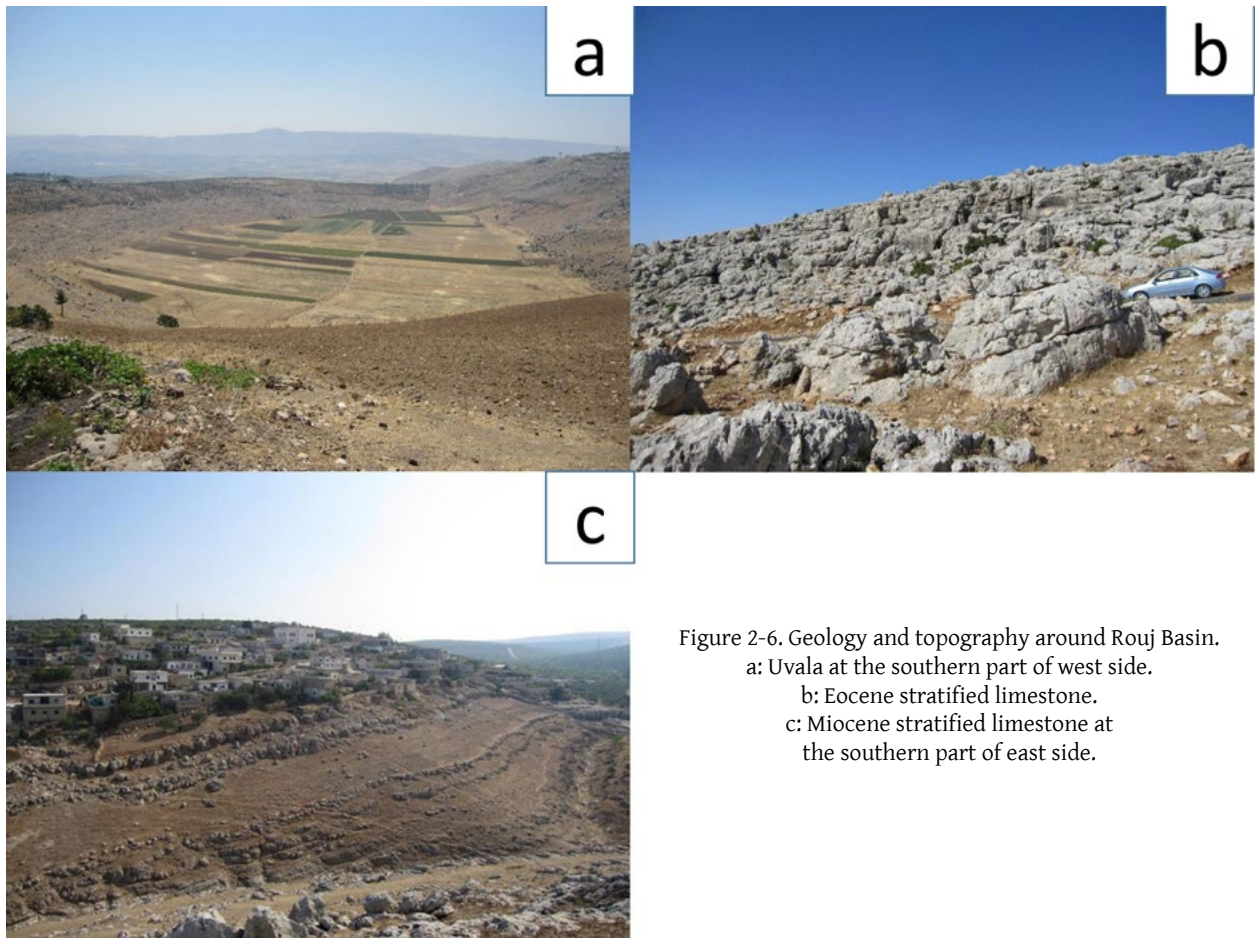 a
b
c
Figure 2-6. Geology and topography around Rouj Basin.
a: Uvala at the southern part of west side.
b: Eocene stratified limestone.
c: Miocene stratified limestone at
the southern part of east side.